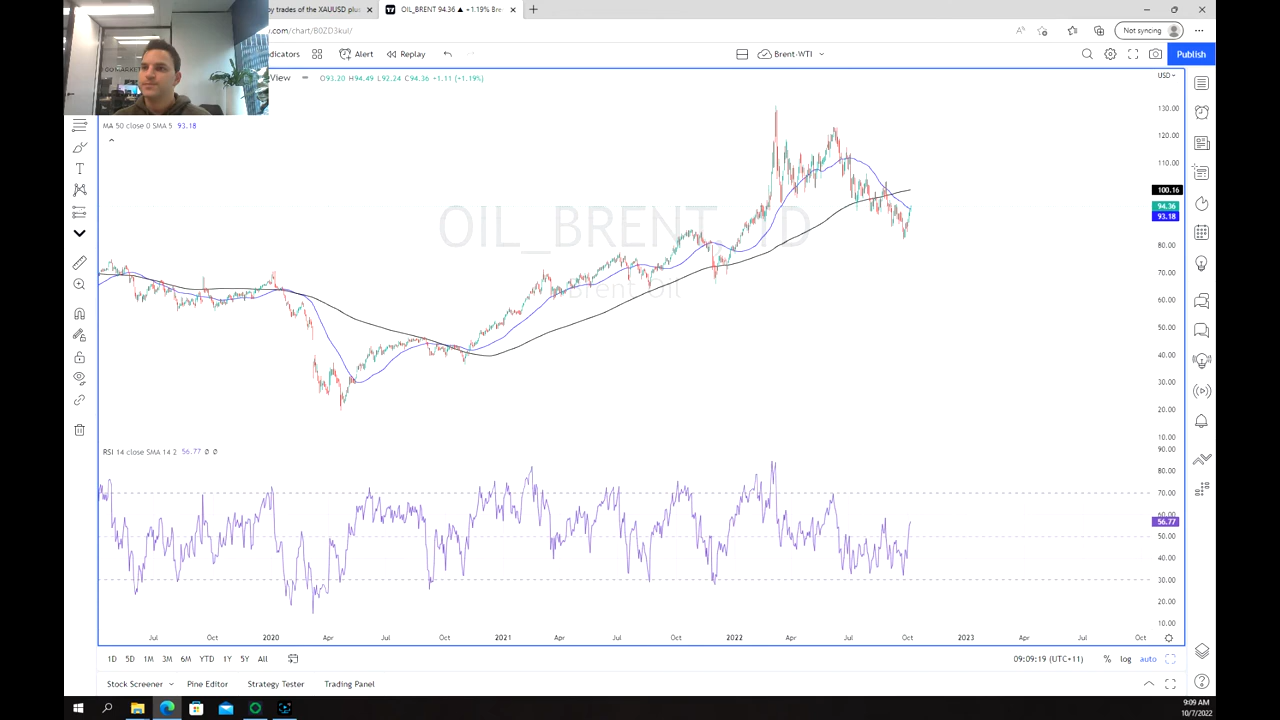 by trades of the XAUUSD plu
OIL_BRENT 94.36 ▲ +1.19% Bren
.com/chart/B0ZD3kul/
Not syncing
ndicators
Alert
Replay
Brent-WTI
Publish
View
O93.20 H94.49 L92.24 C94.36 +1.11 (+1.19%)
USD
MA 50 close 0 SMA 5 93.18
130.00
120.00
110.00
100.16
94.36
93.18
80.00
70.00
60.00
50.00
40.00
30.00
20.00
10.00
OIL_BRENT, 1D
Brent Oil
RSI 14 close SMA 14 2 56.77 Ø Ø
90.00
80.00
70.00
60.00
56.77
50.00
40.00
30.00
20.00
10.00
Jul Oct 2020 Apr Jul Oct 2021 Apr Jul Oct 2022 Apr Jul Oct 2023 Apr Jul Oct
1D 5D 1M 3M 6M YTD 1Y 5Y All
09:09:19 (UTC+11) % log auto
Stock Screener Pine Editor Strategy Tester Trading Panel
9:09 AM
10/7/2022